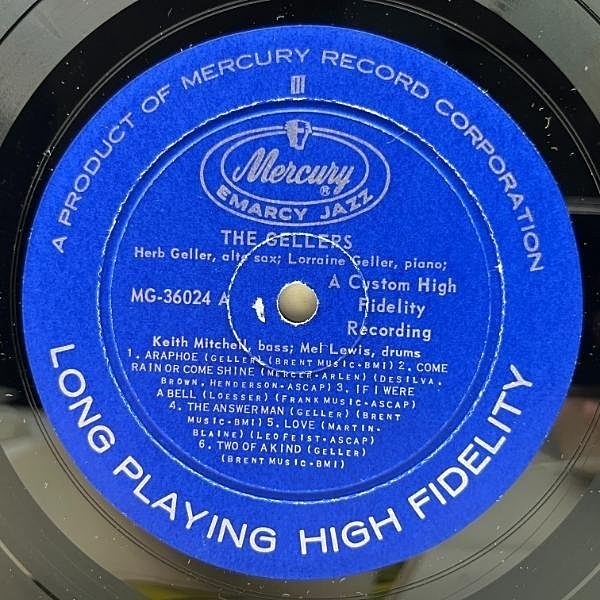 A PRODUCT OF MERCURY RECORD CORPORATION
Mercury®
EMARCY JAZZ
THE GELLERS
Herb Geller, alto sax; Lorraine Geller, piano;
A Custom High
MG-36024 A
Fidelity
Recording
Keith Mitchell, bass; Mel Lewis, drums
1. ARAPHOE (GELLER) (BRENT MUSIC-BMI) 2. COME
RAIN OR COME SHINE (MERCER-ARLEN) (DESILVA,
BROWN, HENDERSON-ASCAP) 3. IF I WERE
A BELL (LOESSER) (FRANK MUSIC-ASCAP)
4. THE ANSWER MAN (GELLER) (BRENT
MUSIC-BMI) 5. LOVE (MARTIN-
BLAINE) (LEO FEIST-ASCAP)
6. TWO OF A KIND (GELLER)
(BRENT MUSIC-BMI)
LONG PLAYING HIGH FIDELITY